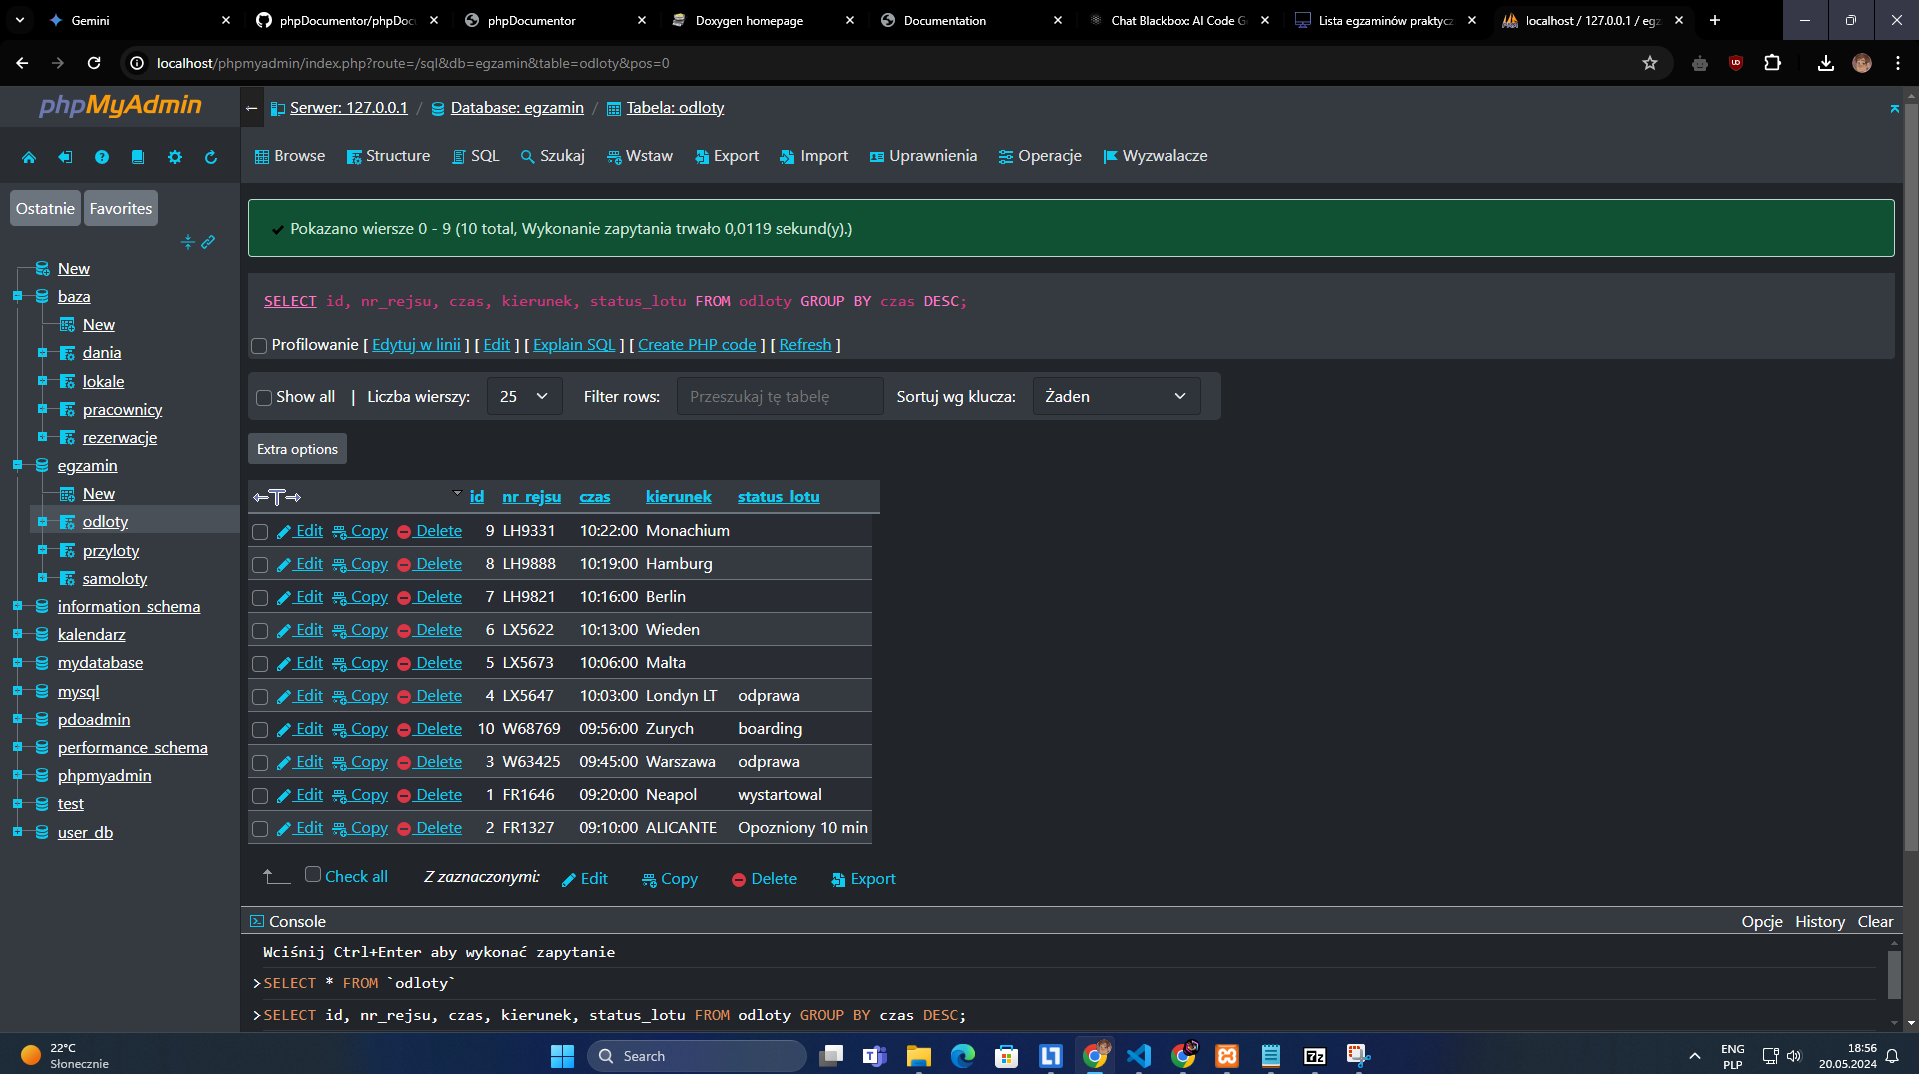 Gemini
phpDocumentor/phpDoc
phpDocumentor
Doxygen homepage
Documentation
Chat Blackbox: AI Code G
Lista egzaminów praktycz
localhost / 127.0.0.1 / egz
localhost/phpmyadmin/index.php?route=/sql&db=egzamin&table=odloty&pos=0
phpMyAdmin
Serwer: 127.0.0.1 / Database: egzamin / Tabela: odloty
Browse Structure SQL Szukaj Wstaw Export Import Uprawnienia Operacje Wyzwalacze
Ostatnie Favorites
New
baza
New
dania
lokale
pracownicy
rezerwacje
egzamin
New
odloty
przyloty
samoloty
information_schema
kalendarz
mydatabase
mysql
pdoadmin
performance_schema
phpmyadmin
test
user_db
Pokazano wiersze 0 - 9 (10 total, Wykonanie zapytania trwało 0,0119 sekund(y).)
SELECT id, nr_rejsu, czas, kierunek, status_lotu FROM odloty GROUP BY czas DESC;
Profilowanie [ Edytuj w linii ] [ Edit ] [ Explain SQL ] [ Create PHP code ] [ Refresh ]
Show all | Liczba wierszy: 25 Filter rows: Przeszukaj tę tabelę Sortuj wg klucza: Żaden
Extra options
id nr_rejsu czas kierunek status_lotu
Edit Copy Delete 9 LH9331 10:22:00 Monachium
Edit Copy Delete 8 LH9888 10:19:00 Hamburg
Edit Copy Delete 7 LH9821 10:16:00 Berlin
Edit Copy Delete 6 LX5622 10:13:00 Wieden
Edit Copy Delete 5 LX5673 10:06:00 Malta
Edit Copy Delete 4 LX5647 10:03:00 Londyn LT odprawa
Edit Copy Delete 10 W68769 09:56:00 Zurych boarding
Edit Copy Delete 3 W63425 09:45:00 Warszawa odprawa
Edit Copy Delete 1 FR1646 09:20:00 Neapol wystartowal
Edit Copy Delete 2 FR1327 09:10:00 ALICANTE Opozniony 10 min
Check all Z zaznaczonymi: Edit Copy Delete Export
Console Opcje History Clear
Wciśnij Ctrl+Enter aby wykonać zapytanie
>SELECT * FROM `odloty`
>SELECT id, nr_rejsu, czas, kierunek, status_lotu FROM odloty GROUP BY czas DESC;
22°C
Słonecznie
Search
ENG
PLP
18:56
20.05.2024